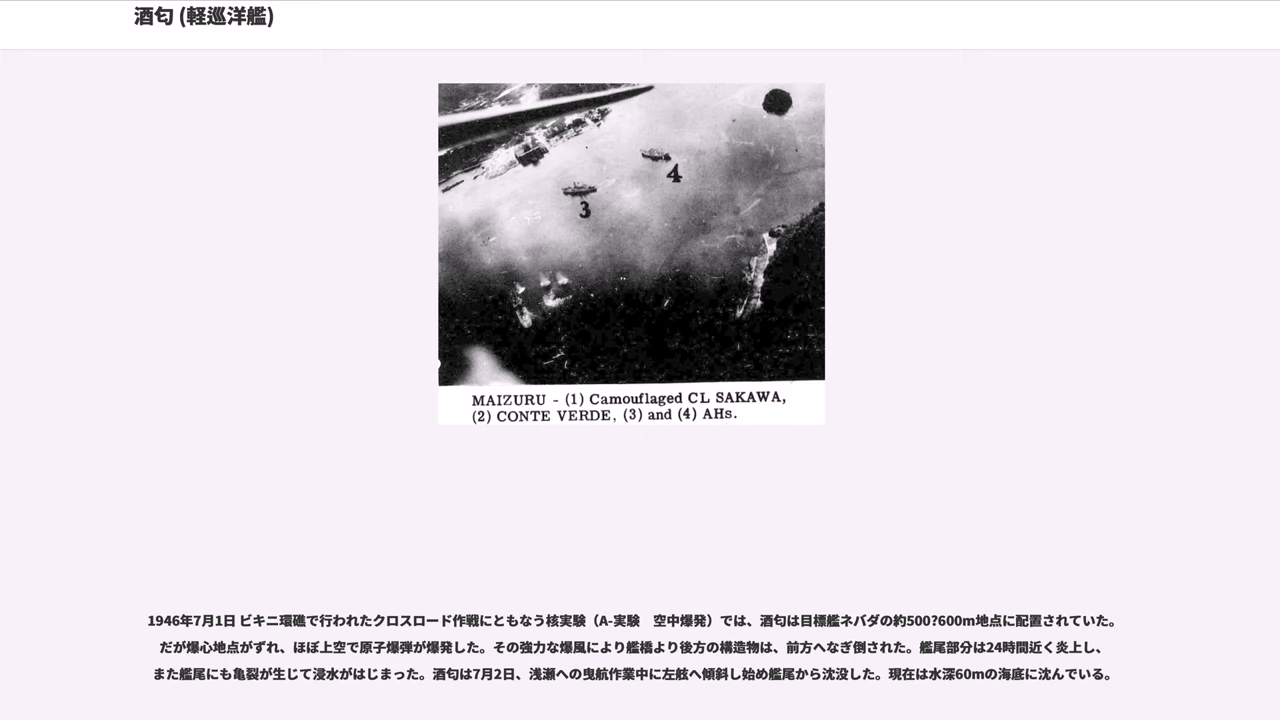 酒匂 (軽巡洋艦)
4
3
MAIZURU - (1) Camouflaged CL SAKAWA,
(2) CONTE VERDE, (3) and (4) AHs.
1946年7月1日 ビキニ環礁で行われたクロスロード作戦にともなう核実験（A-実験　空中爆発）では、酒匂は目標艦ネバダの約500?600m地点に配置されていた。
だが爆心地点がずれ、ほぼ上空で原子爆弾が爆発した。その強力な爆風により艦橋より後方の構造物は、前方へなぎ倒された。艦尾部分は24時間近く炎上し、
また艦尾にも亀裂が生じて浸水がはじまった。酒匂は7月2日、浅瀬への曳航作業中に左舷へ傾斜し始め艦尾から沈没した。現在は水深60mの海底に沈んでいる。